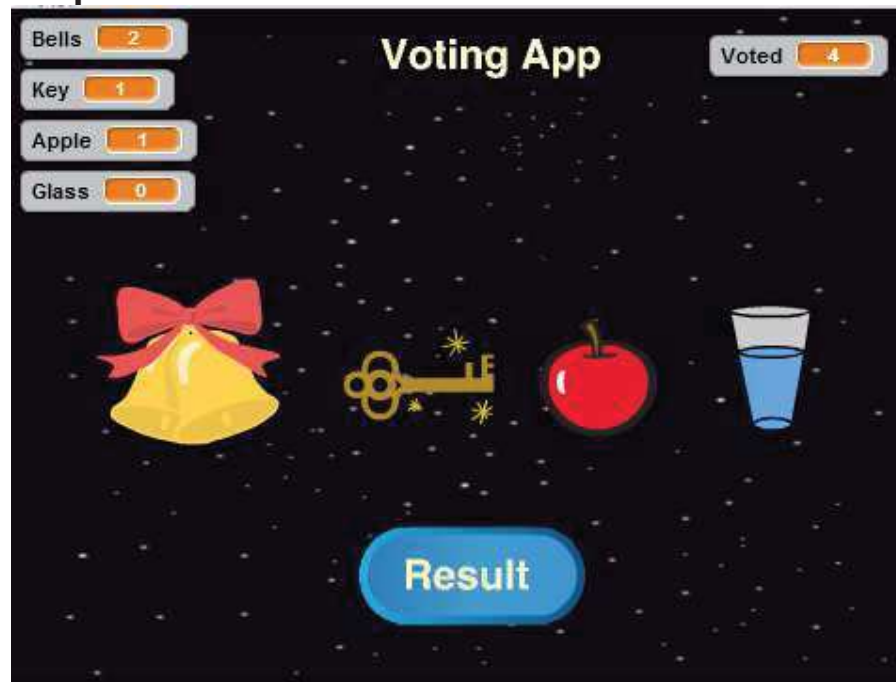 Bells 2
Voting App
Voted 4
Key 1
Apple 1
Glass 0
Result